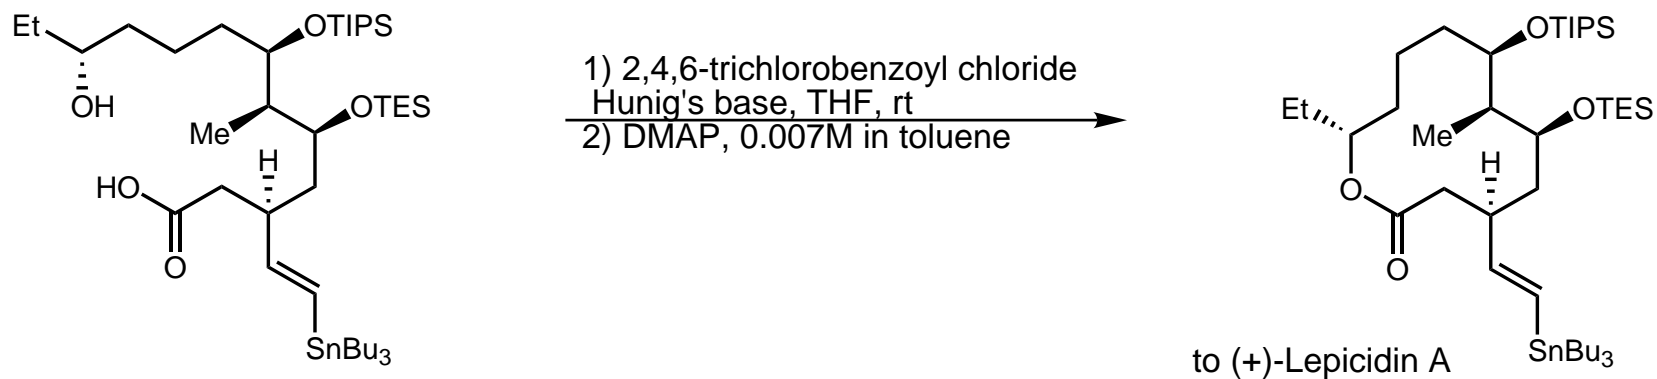 Et
OTIPS
OH
OTES
Me
H
HO
O
SnBu3
1) 2,4,6-trichlorobenzoyl chloride
Hunig's base, THF, rt
2) DMAP, 0.007M in toluene
OTIPS
Et
OTES
Me
H
O
O
SnBu3
to (+)-Lepicidin A